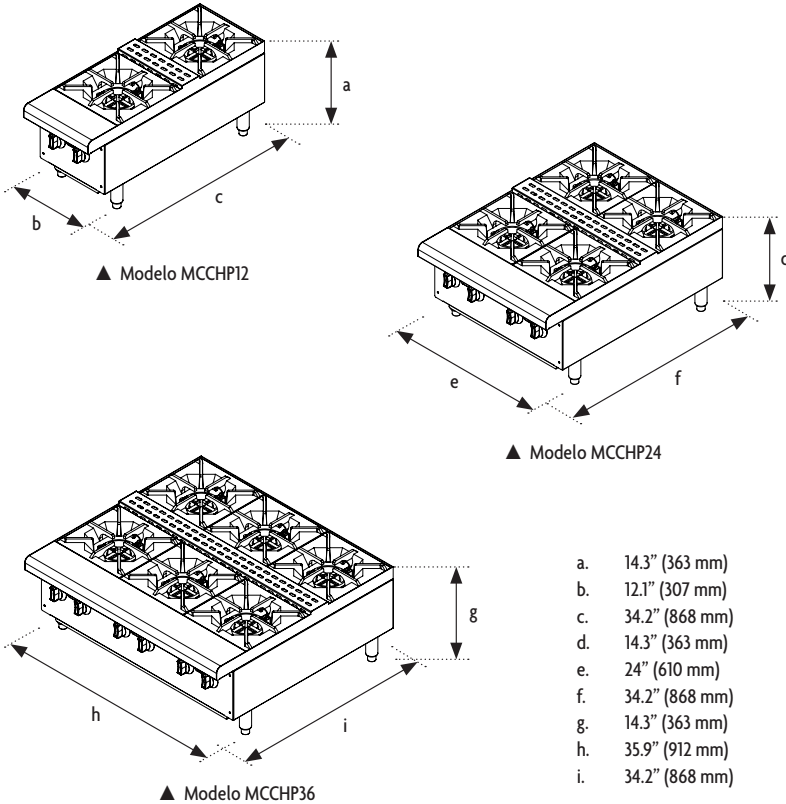 a
b
c
▲ Modelo MCCHP12
d
e
f
▲ Modelo MCCHP24
g
h
i
▲ Modelo MCCHP36
a. 14.3” (363 mm)
b. 12.1” (307 mm)
c. 34.2” (868 mm)
d. 14.3” (363 mm)
e. 24” (610 mm)
f. 34.2” (868 mm)
g. 14.3” (363 mm)
h. 35.9” (912 mm)
i. 34.2” (868 mm)